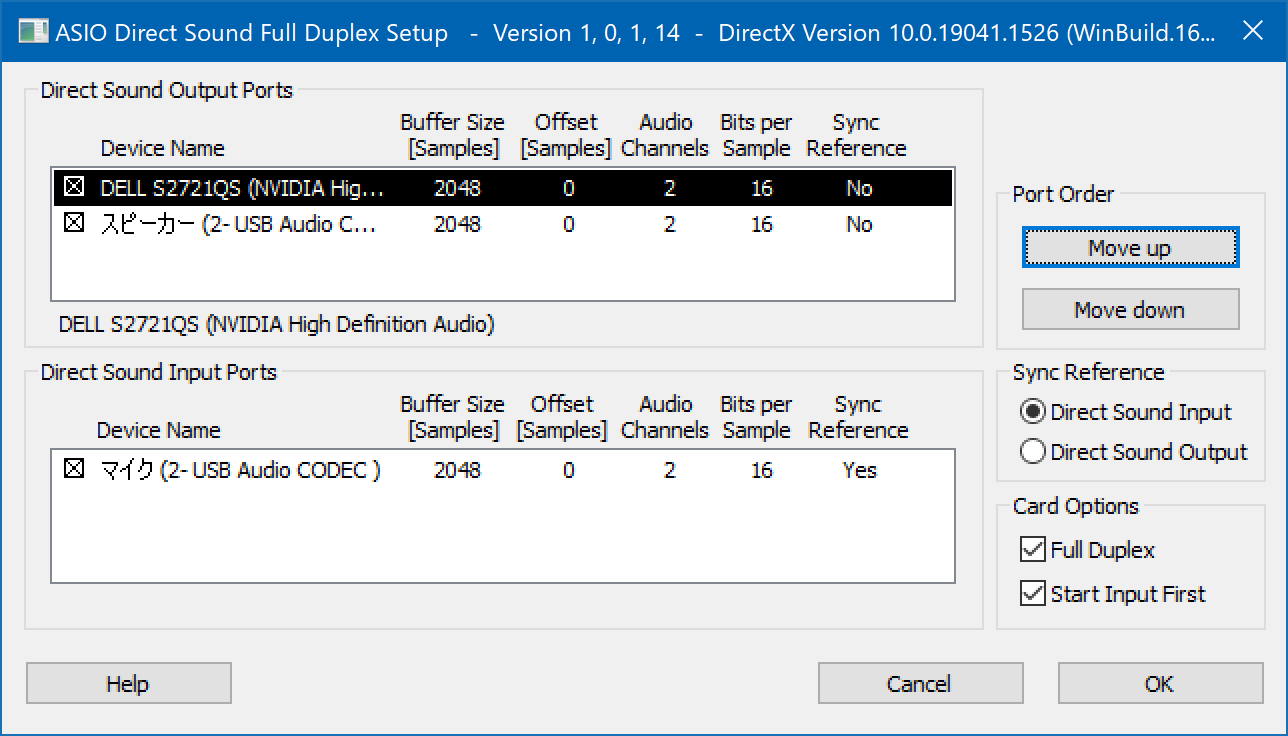 ASIO Direct Sound Full Duplex Setup - Version 1, 0, 1, 14 - DirectX Version 10.0.19041.1526 (WinBuild.16...
Direct Sound Output Ports
Device Name Buffer Size [Samples] Offset [Samples] Audio Channels Bits per Sample Sync Reference
DELL S2721QS (NVIDIA Hig... 2048 0 2 16 No
スピーカー (2- USB Audio C... 2048 0 2 16 No
DELL S2721QS (NVIDIA High Definition Audio)
Direct Sound Input Ports
Device Name Buffer Size [Samples] Offset [Samples] Audio Channels Bits per Sample Sync Reference
マイク (2- USB Audio CODEC ) 2048 0 2 16 Yes
Port Order
Move up
Move down
Sync Reference
Direct Sound Input
Direct Sound Output
Card Options
Full Duplex
Start Input First
Help
Cancel
OK